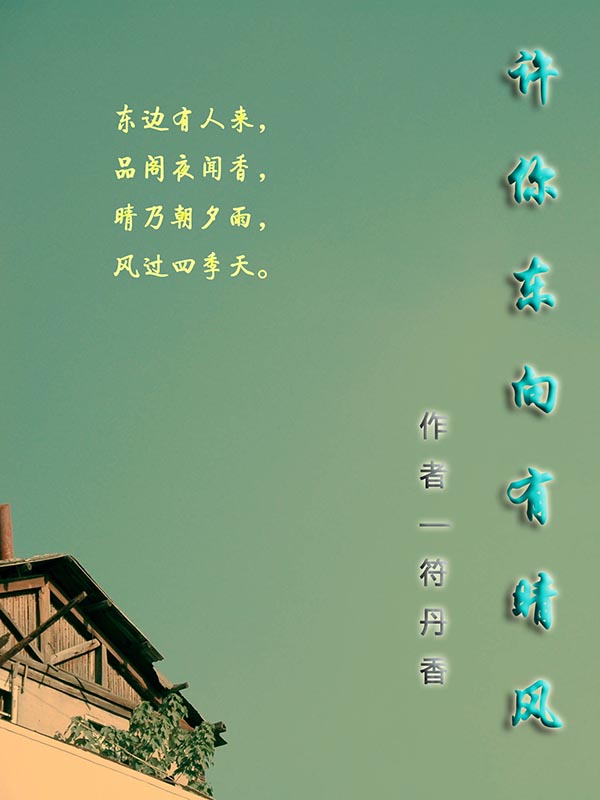 许你东向有晴风
东边有人来，
品阁夜闻香，
晴乃朝夕雨，
风过四季天。
作者一符丹香